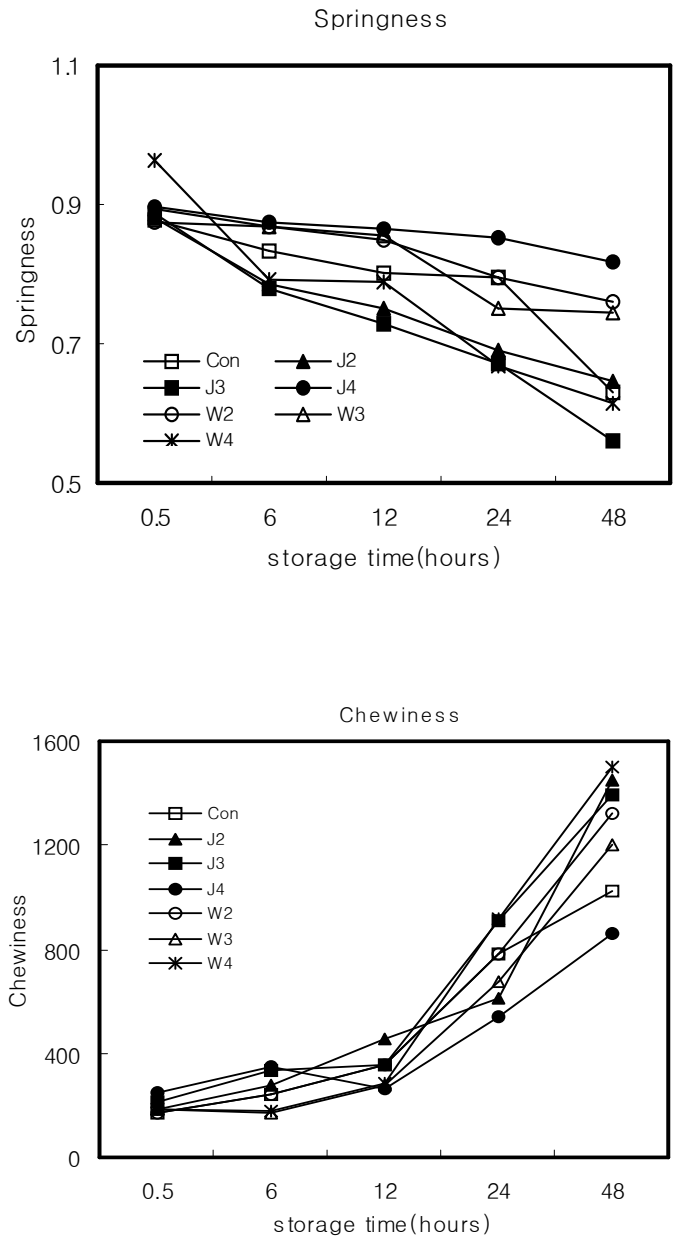 Springness
1.1
0.9
0.7
0.5
Springness
Con J2
J3 J4
W2 W3
W4
0.5 6 12 24 48
storage time(hours)
Chewiness
1600
1200
800
400
0
Chewiness
Con
J2
J3
J4
W2
W3
W4
0.5 6 12 24 48
storage time(hours)